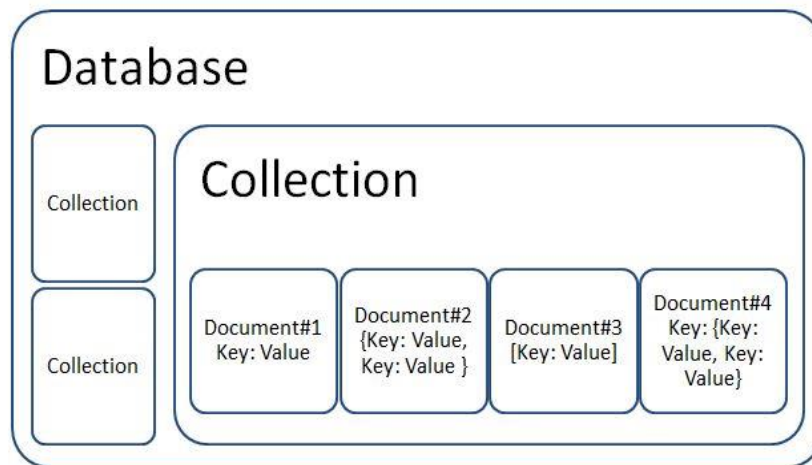 Database
Collection
Collection
Collection
Document#1
Key: Value
Document#2
{Key: Value,
Key: Value }
Document#3
[Key: Value]
Document#4
Key: {Key:
Value, Key:
Value}